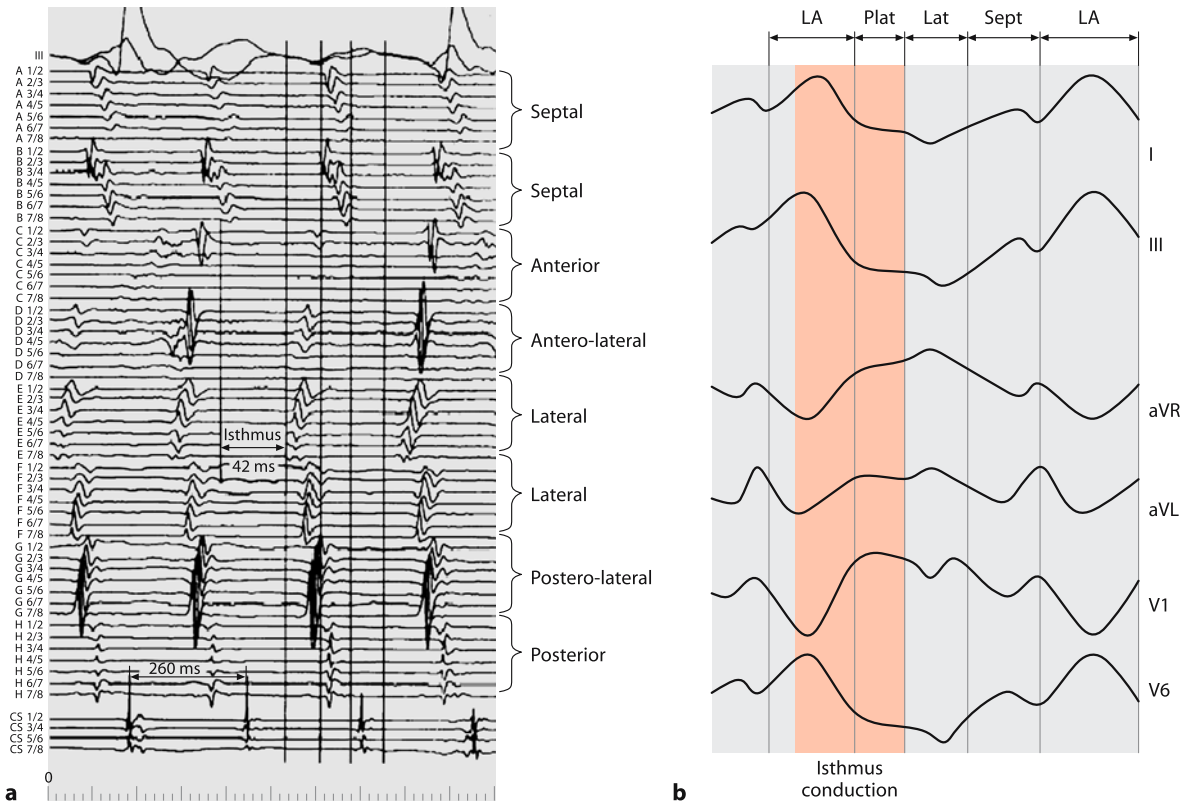 III
A 1/2
A 2/3
A 3/4
A 4/5
A 5/6
A 6/7
A 7/8
Septal
B 1/2
B 2/3
B 3/4
B 4/5
B 5/6
B 6/7
B 7/8
Septal
C 1/2
C 2/3
C 3/4
C 4/5
C 5/6
C 6/7
C 7/8
Anterior
D 1/2
D 2/3
D 3/4
D 4/5
D 5/6
D 6/7
D 7/8
Antero-lateral
E 1/2
E 2/3
E 3/4
E 4/5
E 5/6
E 6/7
E 7/8
Lateral
Isthmus
42 ms
F 1/2
F 2/3
F 3/4
F 4/5
F 5/6
F 6/7
F 7/8
Lateral
G 1/2
G 2/3
G 3/4
G 4/5
G 5/6
G 6/7
G 7/8
Postero-lateral
H 1/2
H 2/3
H 3/4
H 4/5
H 5/6
H 6/7
H 7/8
Posterior
260 ms
CS 1/2
CS 3/4
CS 5/6
CS 7/8
0
a
LA Plat Lat Sept LA
I
III
aVR
aVL
V1
V6
Isthmus
conduction
b